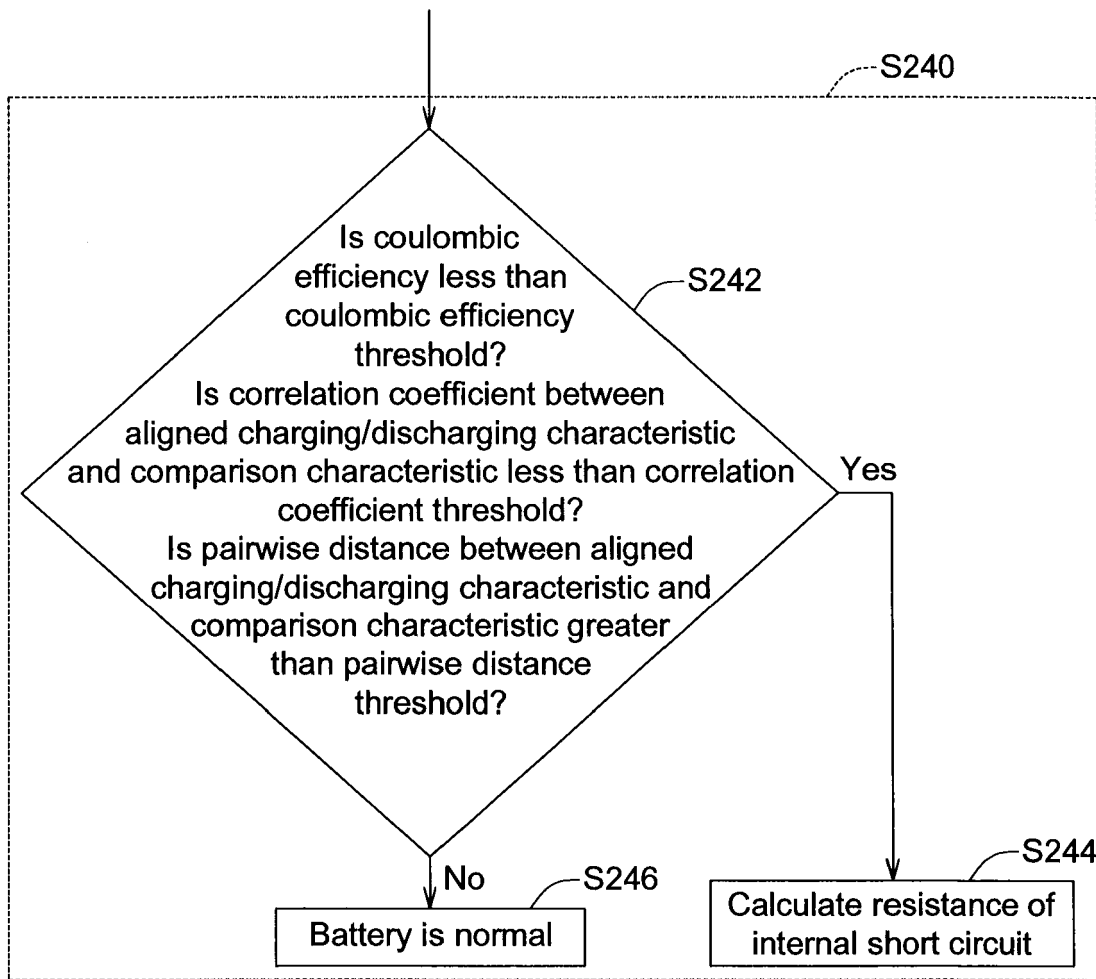 S240
Is coulombic
efficiency less than
coulombic efficiency
threshold?
Is correlation coefficient between
aligned charging/discharging characteristic
and comparison characteristic less than correlation
coefficient threshold?
Is pairwise distance between aligned
charging/discharging characteristic and
comparison characteristic greater
than pairwise distance
threshold?
S242
Yes
No
S246
Battery is normal
S244
Calculate resistance of
internal short circuit